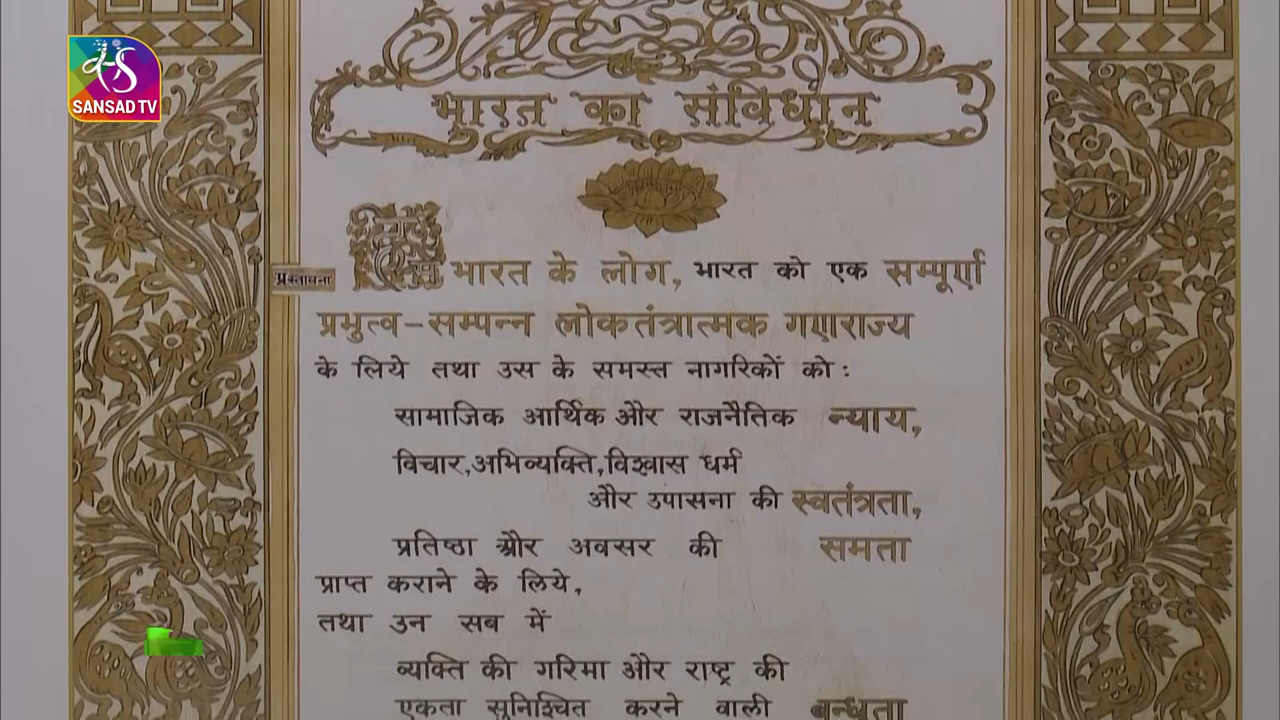 SANSAD TV
भारत का संविधान
प्रस्तावना
हम भारत के लोग, भारत को एक सम्पूर्ण
प्रभुत्व-सम्पन्न लोकतंत्रात्मक गणराज्य
के लिये तथा उस के समस्त नागरिकों को:
सामाजिक आर्थिक और राजनैतिक न्याय,
विचार,अभिव्यक्ति,विश्वास धर्म
और उपासना की स्वतंत्रता,
प्रतिष्ठा और अवसर की समता
प्राप्त कराने के लिये,
तथा उन सब में
व्यक्ति की गरिमा और राष्ट्र की
एकता सुनिश्चित करने वाली बन्धुता